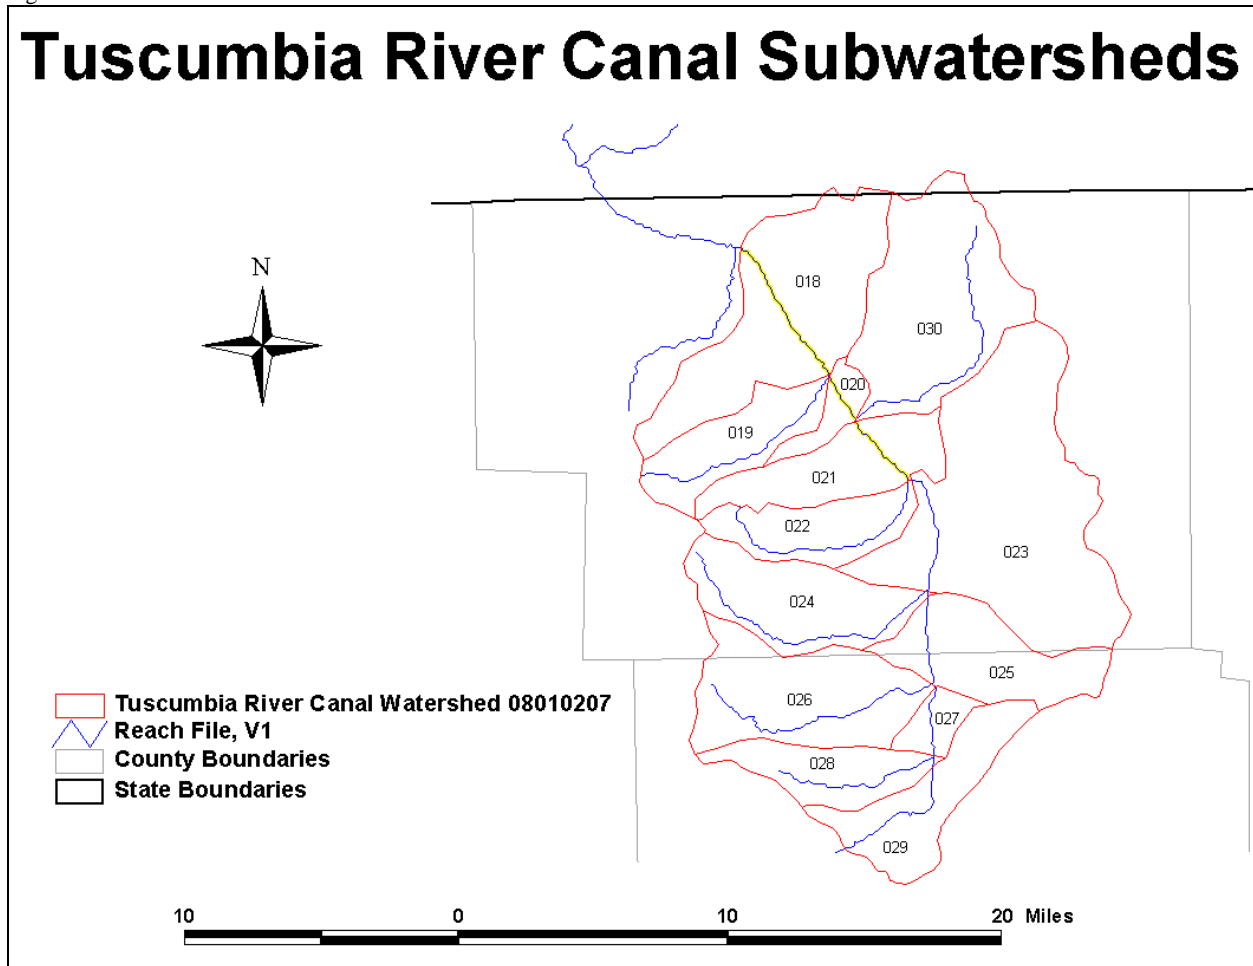 Tuscumbia River Canal Subwatersheds
N
018
030
020
019
021
022
023
024
025
026
027
028
029
Tuscumbia River Canal Watershed 08010207
Reach File, V1
County Boundaries
State Boundaries
10 0 10 20 Miles